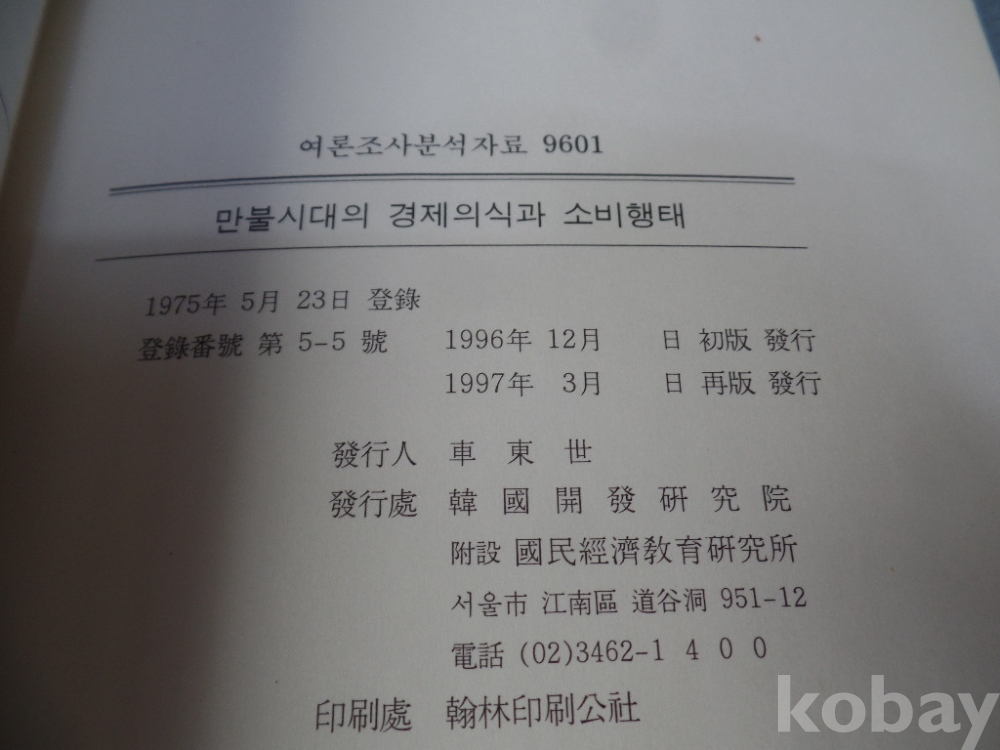 여론조사분석자료 9601
만불시대의 경제의식과 소비행태
1975年 5月 23日 登錄
登錄番號 第 5-5 號 1996年 12月 日 初版 發行
1997年 3月 日 再版 發行
發行人 車東世
發行處 韓國開發硏究院
附設 國民經濟敎育硏究所
서울市 江南區 道谷洞 951-12
電話 (02)3462-1 4 0 0
印刷處 翰林印刷公社
kobay